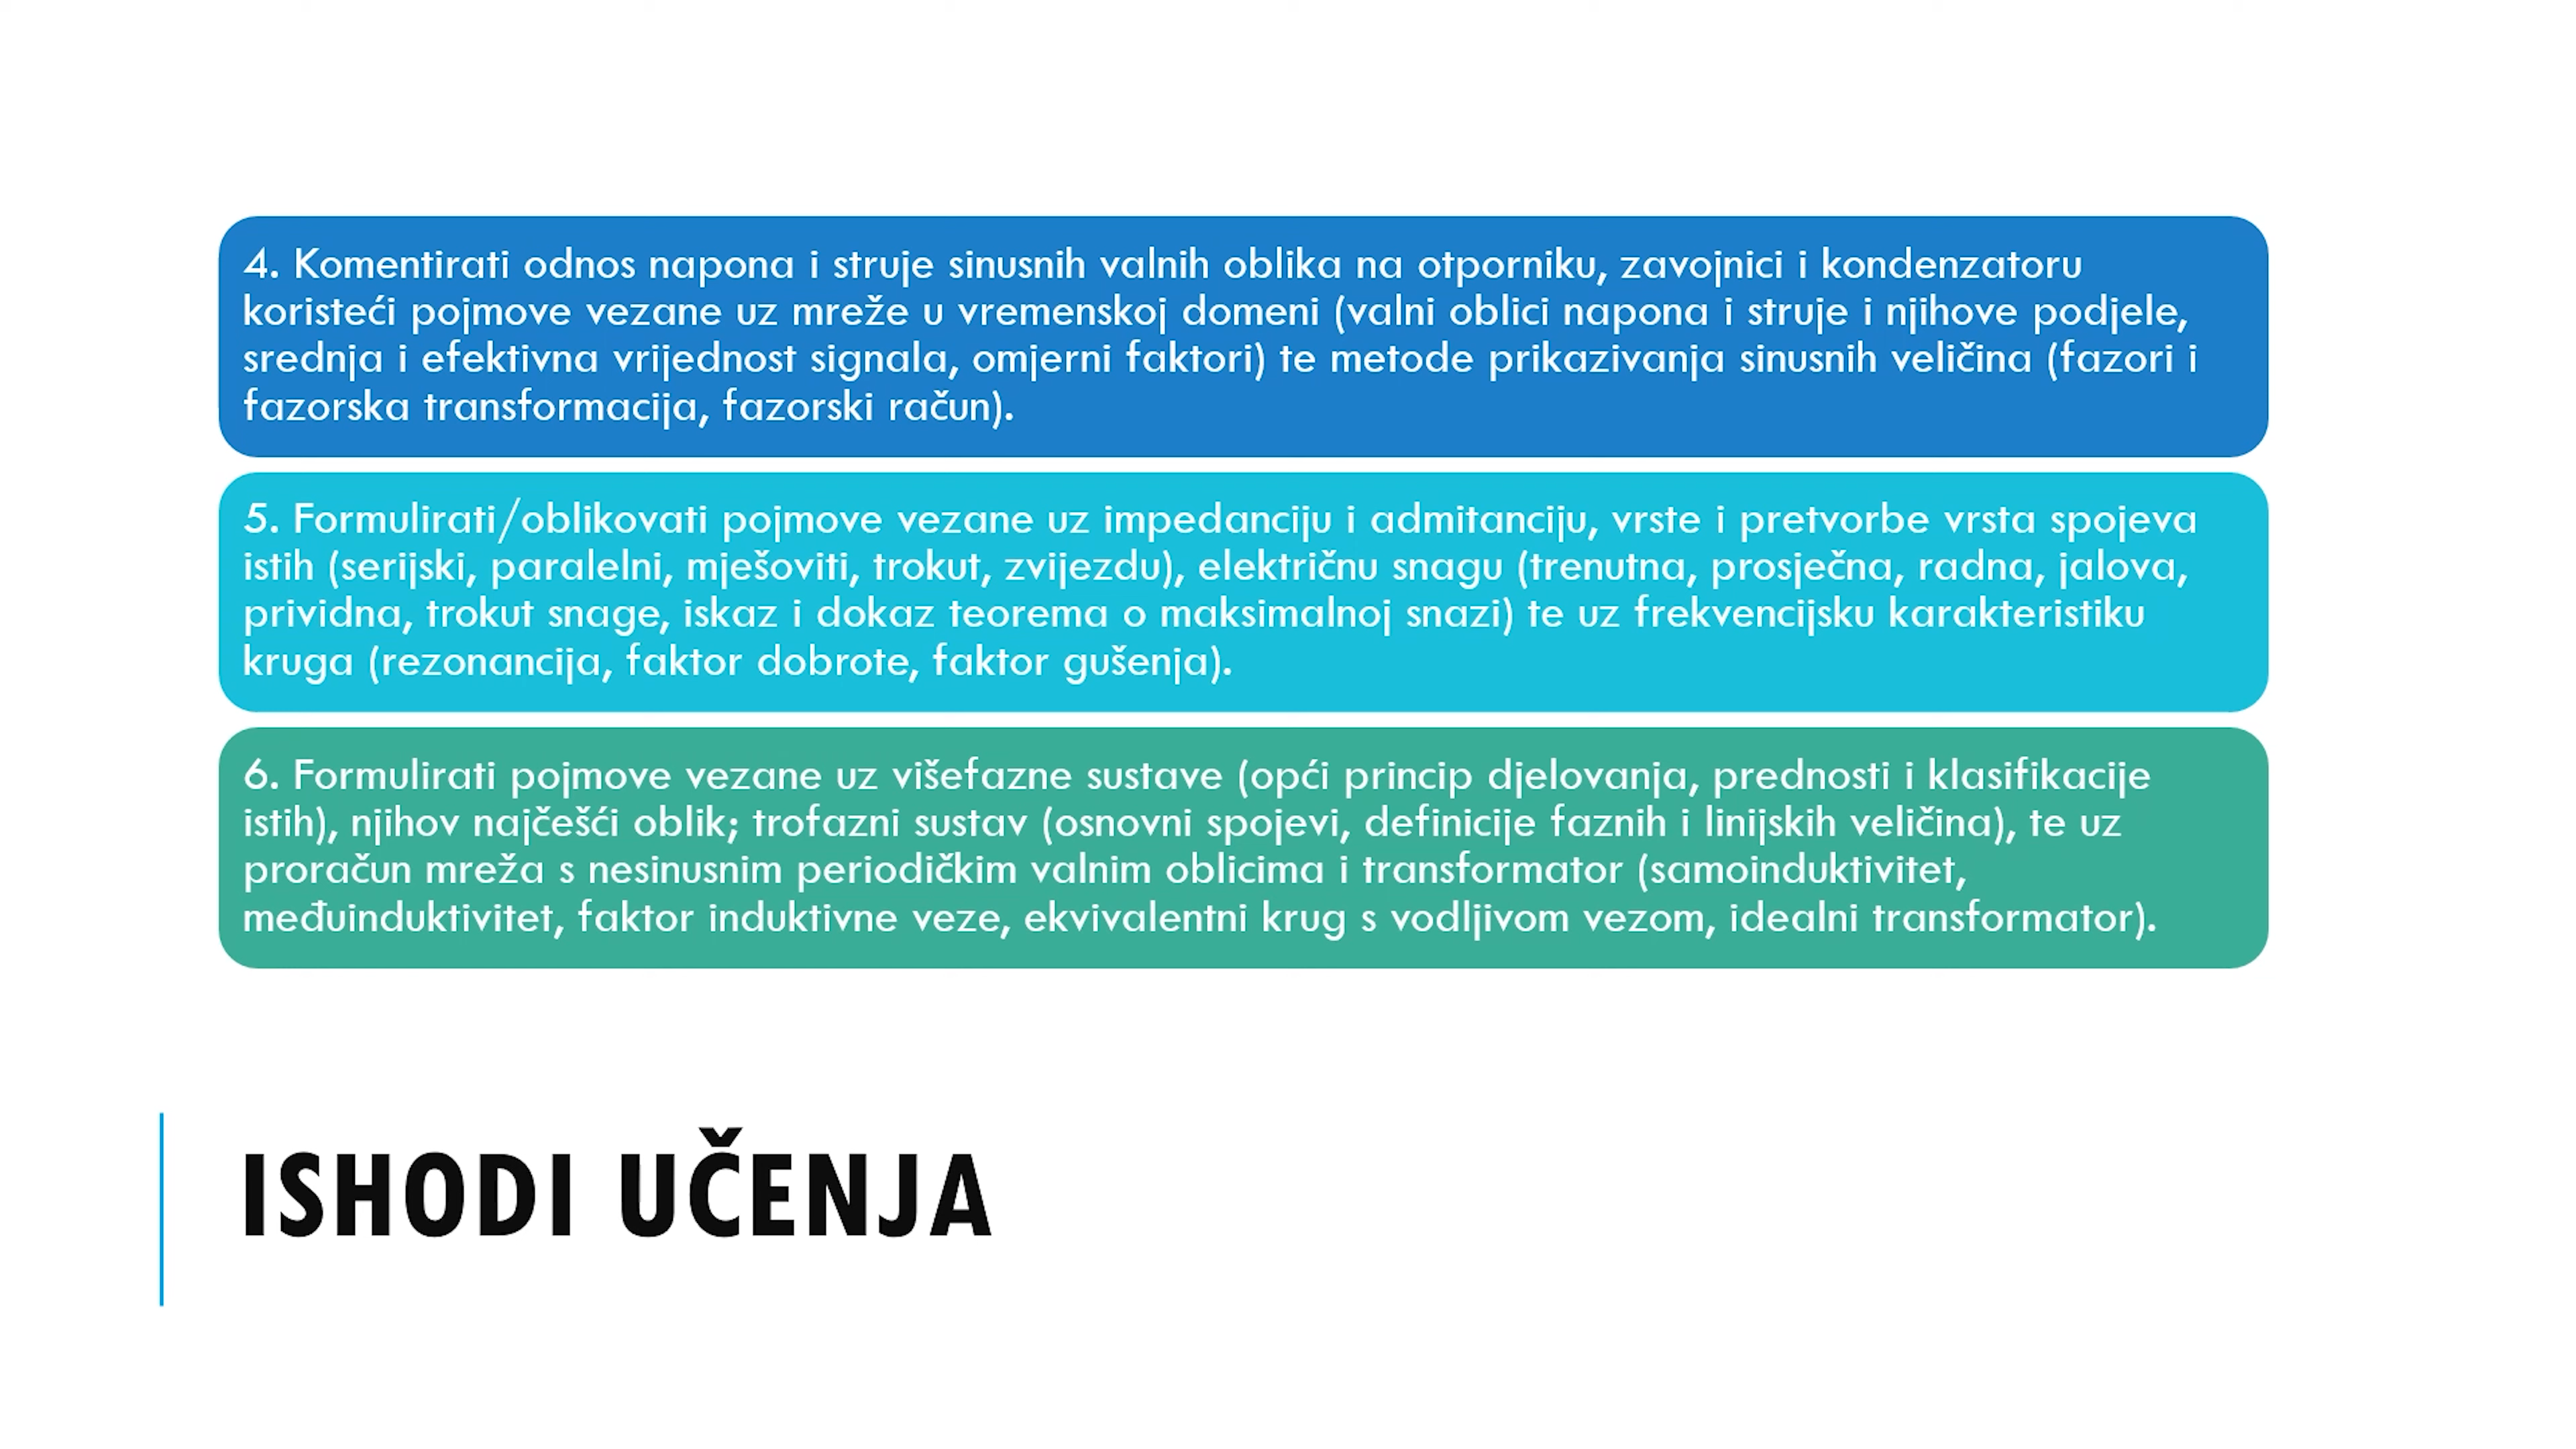 4. Komentirati odnos napona i struje sinusnih valnih oblika na otporniku, zavojnici i kondenzatoru
koristeći pojmove vezane uz mreže u vremenskoj domeni (valni oblici napona i struje i njihove podjele,
srednja i efektivna vrijednost signala, omjerni faktori) te metode prikazivanja sinusnih veličina (fazori i
fazorska transformacija, fazorski račun).
5. Formulirati/oblikovati pojmove vezane uz impedanciju i admitanciju, vrste i pretvorbe vrsta spojeva
istih (serijski, paralelni, mješoviti, trokut, zvijezdu), električnu snagu (trenutna, prosječna, radna, jalova,
prividna, trokut snage, iskaz i dokaz teorema o maksimalnoj snazi) te uz frekvencijsku karakteristiku
kruga (rezonancija, faktor dobrote, faktor gušenja).
6. Formulirati pojmove vezane uz višefazne sustave (opći princip djelovanja, prednosti i klasifikacije
istih), njihov najčešći oblik; trofazni sustav (osnovni spojevi, definicije faznih i linijskih veličina), te uz
proračun mreža s nesinusnim periodičkim valnim oblicima i transformator (samoinduktivitet,
međuinduktivitet, faktor induktivne veze, ekvivalentni krug s vodljivom vezom, idealni transformator).
ISHODI UČENJA